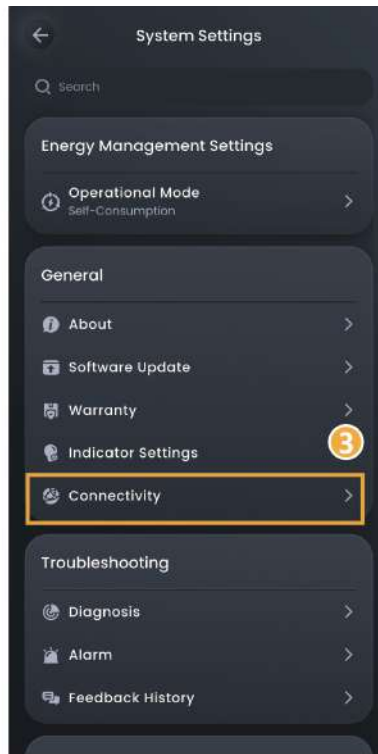 System Settings
Search
Energy Management Settings
Operational Mode
Self-Consumption
General
About
Software Update
Warranty
3
Indicator Settings
Connectivity
Troubleshooting
Diagnosis
Alarm
Feedback History